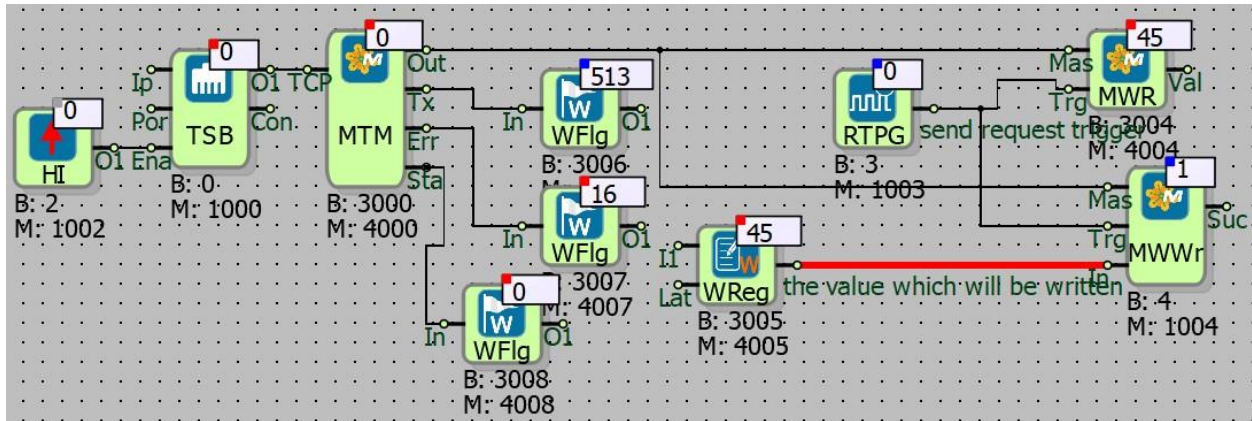 0
HI
O1
B: 2
M: 1002
0
Ip
Por
Ena
O1
Con
TSB
B: 0
M: 1000
0
TCP
Out
Tx
Err
Sta
MTM
B: 3000
M: 4000
513
In
W
O1
WFlg
B: 3006
16
In
W
O1
WFlg
B: 3007
M: 4007
0
In
W
O1
WFlg
B: 3008
M: 4008
45
I1
Lat
W
WReg
the value which will be written
B: 3005
M: 4005
0
RTPG
send request trigger
B: 3
M: 1003
45
Mas
Trg
M
Val
MWR
B: 3004
M: 4004
1
Mas
Trg
In
M
Suc
MWWr
B: 4
M: 1004